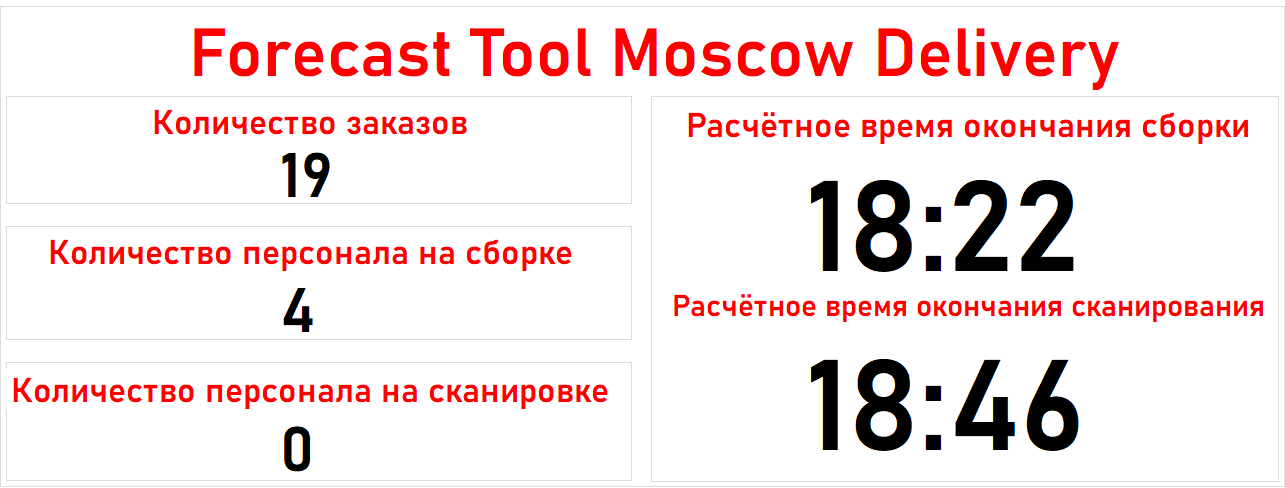 Forecast Tool Moscow Delivery
Количество заказов
19
Количество персонала на сборке
4
Количество персонала на сканировке
0
Расчётное время окончания сборки
18:22
Расчётное время окончания сканирования
18:46